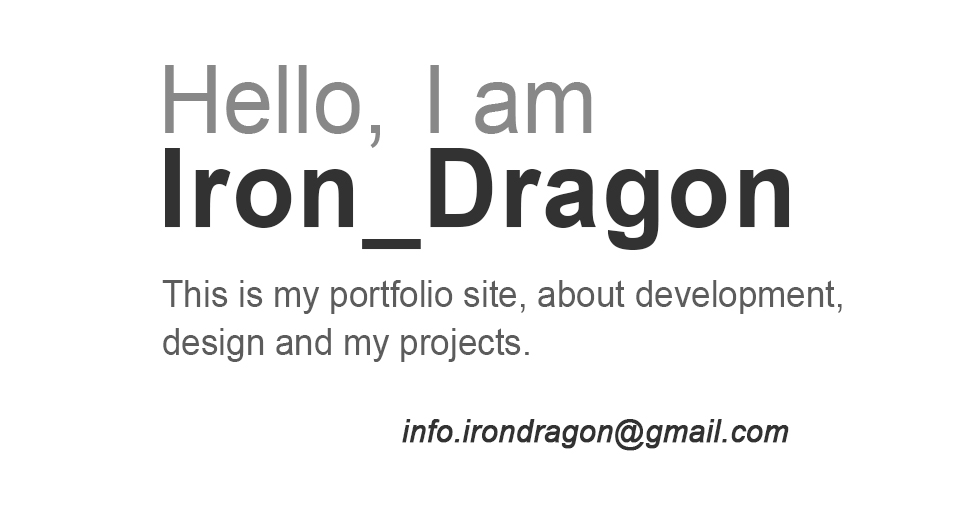 Hello, I am
Iron_Dragon
This is my portfolio site, about development,
design and my projects.
info.irondragon@gmail.com